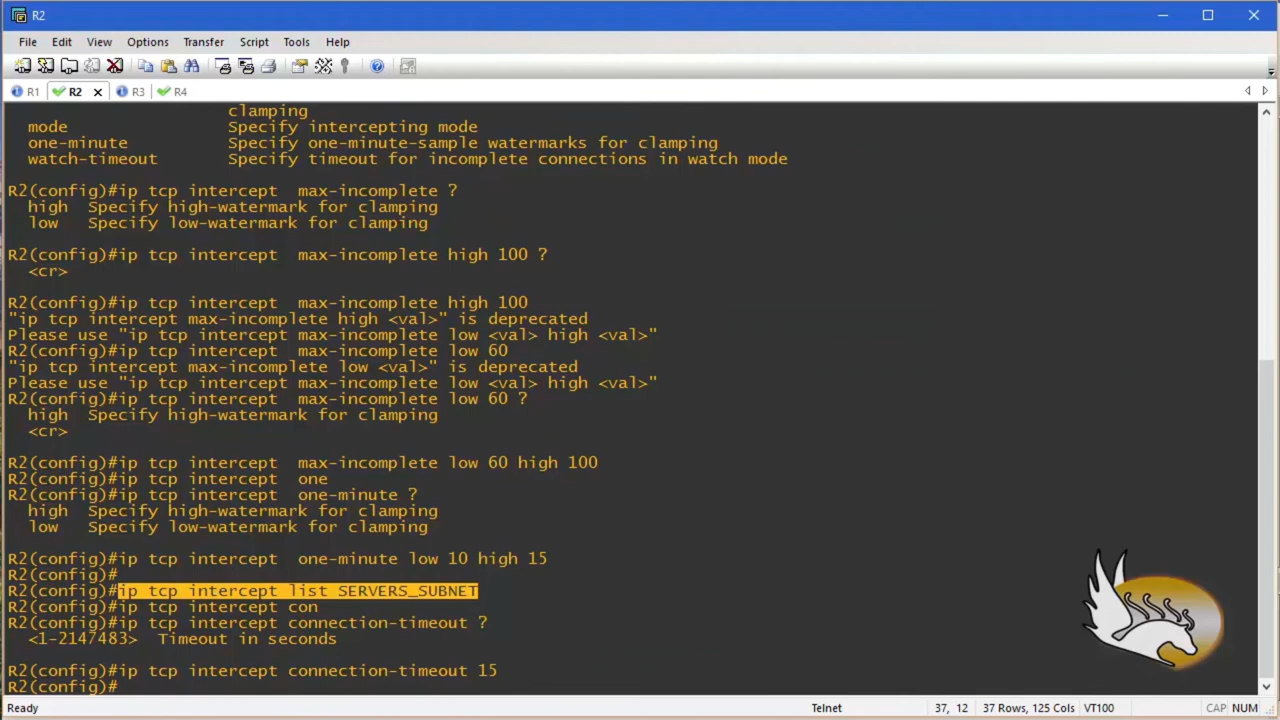 R2
File Edit View Options Transfer Script Tools Help
R1 R2 x R3 R4
clamping
mode Specify intercepting mode
one-minute Specify one-minute-sample watermarks for clamping
watch-timeout Specify timeout for incomplete connections in watch mode
R2(config)#ip tcp intercept  max-incomplete ?
high  Specify high-watermark for clamping
low   Specify low-watermark for clamping
R2(config)#ip tcp intercept  max-incomplete high 100 ?
<cr>
R2(config)#ip tcp intercept  max-incomplete high 100
"ip tcp intercept max-incomplete high <val>" is deprecated
Please use "ip tcp intercept max-incomplete low <val> high <val>"
R2(config)#ip tcp intercept  max-incomplete low 60
"ip tcp intercept max-incomplete low <val>" is deprecated
Please use "ip tcp intercept max-incomplete low <val> high <val>"
R2(config)#ip tcp intercept  max-incomplete low 60 ?
high  Specify high-watermark for clamping
<cr>
R2(config)#ip tcp intercept  max-incomplete low 60 high 100
R2(config)#ip tcp intercept  one
R2(config)#ip tcp intercept  one-minute ?
high  Specify high-watermark for clamping
low   Specify low-watermark for clamping
R2(config)#ip tcp intercept  one-minute low 10 high 15
R2(config)#
R2(config)#ip tcp intercept list SERVERS_SUBNET
R2(config)#ip tcp intercept con
R2(config)#ip tcp intercept connection-timeout ?
<1-2147483>  Timeout in seconds
R2(config)#ip tcp intercept connection-timeout 15
R2(config)#
Ready Telnet 37, 12 37 Rows, 125 Cols VT100 CAP NUM